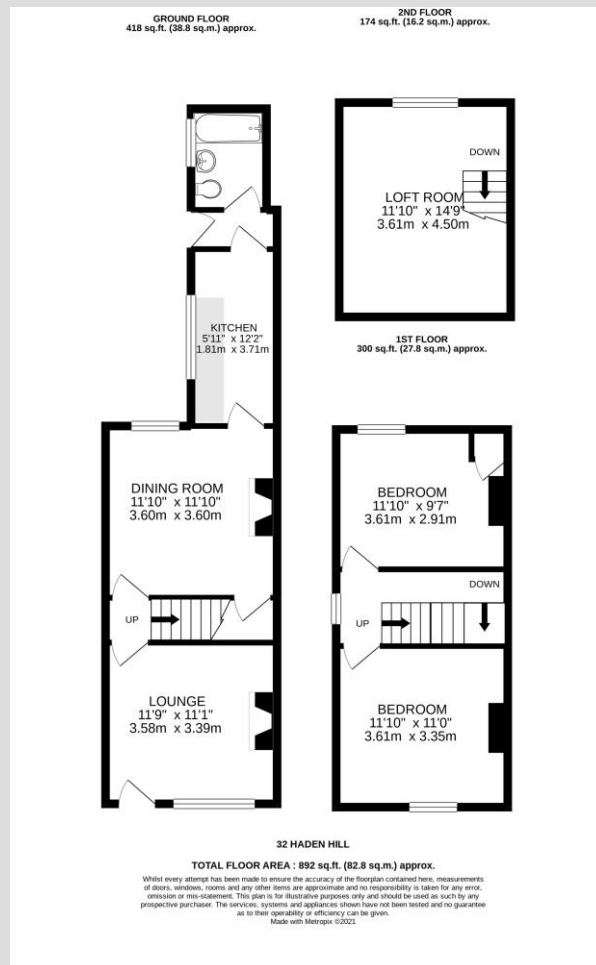 GROUND FLOOR
418 sq.ft. (38.8 sq.m.) approx.
2ND FLOOR
174 sq.ft. (16.2 sq.m.) approx.
DOWN
LOFT ROOM
11'10" x 14'9"
3.61m x 4.50m
KITCHEN
5'11" x 12'2"
1.81m x 3.71m
1ST FLOOR
300 sq.ft. (27.8 sq.m.) approx.
DINING ROOM
11'10" x 11'10"
3.60m x 3.60m
UP
LOUNGE
11'9" x 11'1"
3.58m x 3.39m
BEDROOM
11'10" x 9'7"
3.61m x 2.91m
DOWN
UP
BEDROOM
11'10" x 11'0"
3.61m x 3.35m
32 HADEN HILL
TOTAL FLOOR AREA : 892 sq.ft. (82.8 sq.m.) approx.
Whilst every attempt has been made to ensure the accuracy of the floorplan contained here, measurements
of doors, windows, rooms and any other items are approximate and no responsibility is taken for any error,
omission or mis-statement. This plan is for illustrative purposes only and should be used as such by any
prospective purchaser. The services, systems and appliances shown have not been tested and no guarantee
as to their operability or efficiency can be given.
Made with Metropix ©2021